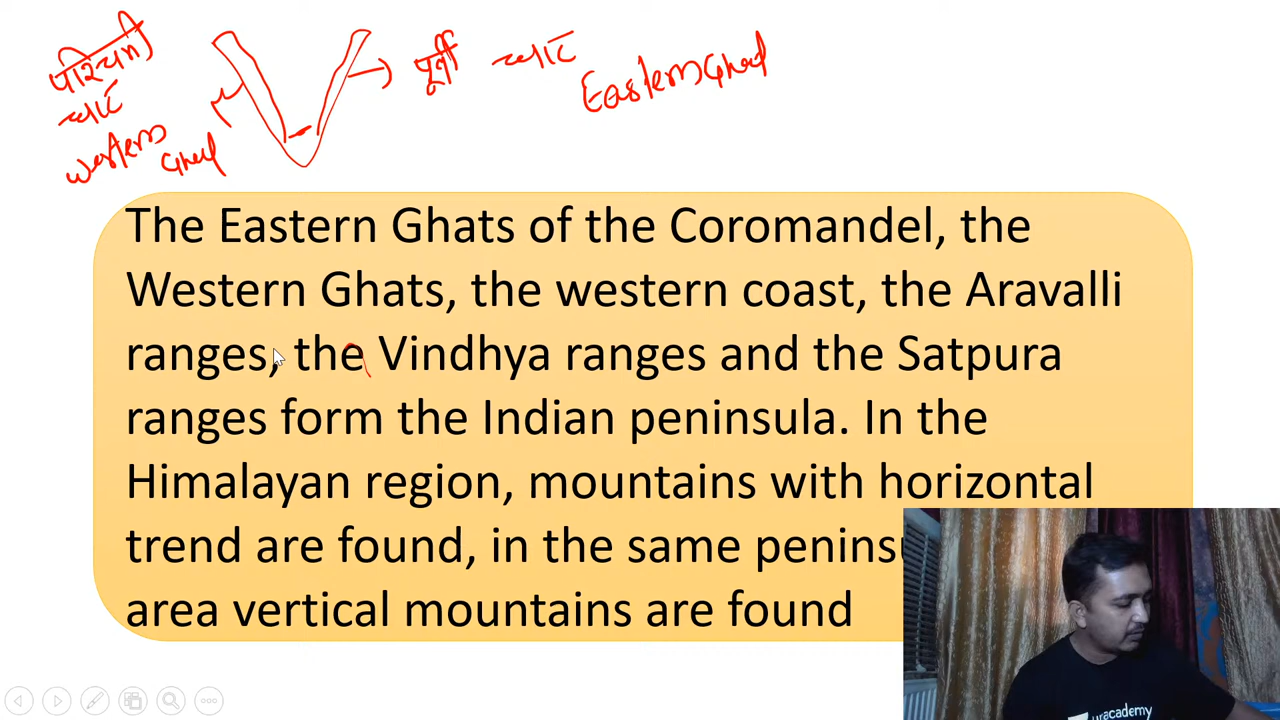 पश्चिमी
घाट
western
Ghat
पूर्वी घाट
Eastern Ghat
The Eastern Ghats of the Coromandel, the
Western Ghats, the western coast, the Aravalli
ranges, the Vindhya ranges and the Satpura
ranges form the Indian peninsula. In the
Himalayan region, mountains with horizontal
trend are found, in the same
area vertical mountains are found